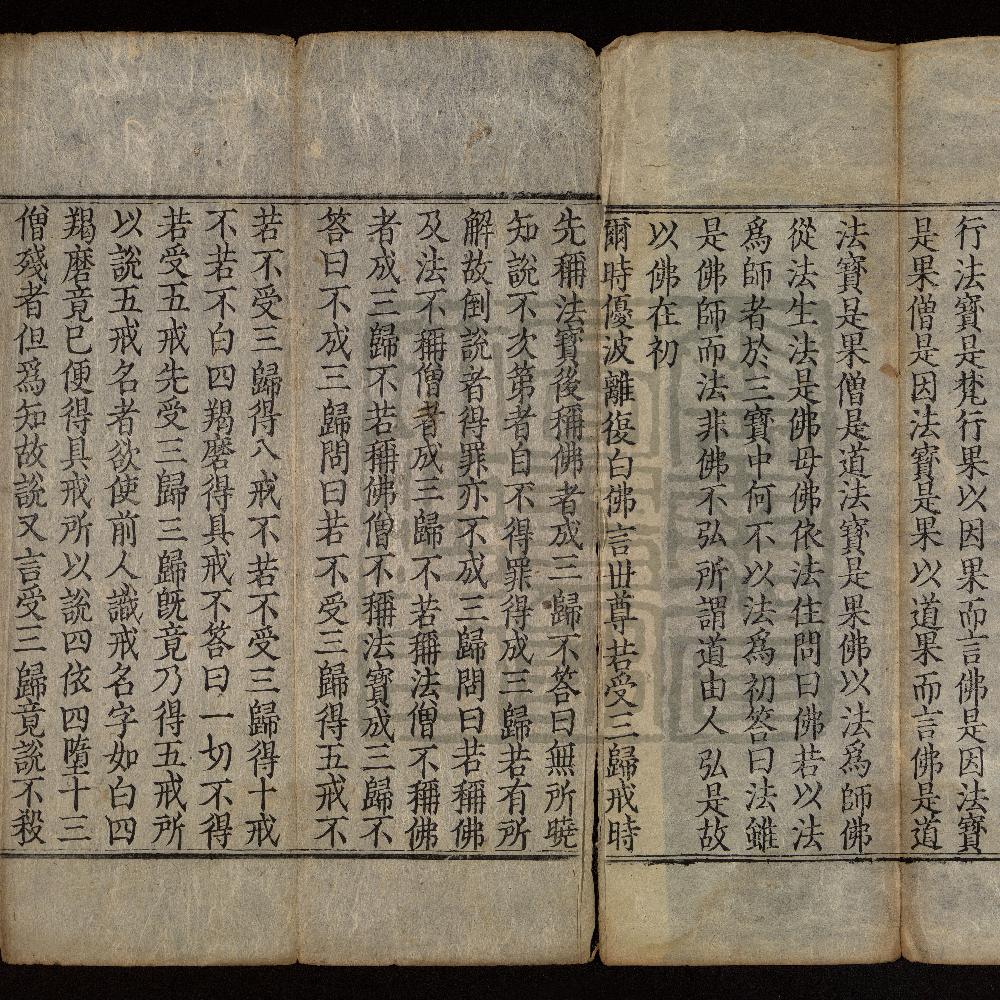 行法寶是梵行果以因果而言佛是因法寶
是果僧是因法寶是果以道果而言佛是道
法寶是果僧是道法寶是果佛以法爲師佛
從法生法是佛母佛依法住問曰佛若以法
爲師者於三寶中何不以法爲初答曰法雖
是佛師而法非佛不弘所謂道由人弘是故
以佛在初
爾時優波離復白佛言世尊若受三歸戒時
先稱法寶後稱佛者成三歸不答曰無所曉
知說不次第者自不得罪得成三歸若有所
解故倒說者得罪亦不成三歸問曰若稱佛
及法不稱僧者成三歸不若稱法僧不稱佛
者成三歸不若稱佛僧不稱法寶成三歸不
答曰不成三歸問曰若不受三歸得五戒不
若不受三歸得八戒不若不受三歸得十戒
不若不白四羯磨得具戒不答曰一切不得
若受五戒先受三歸三歸既竟乃得五戒所
以說五戒名者欲使前人識戒名字如白四
羯磨竟已便得具戒所以說四依四墮十三
僧殘者但爲知故說又言受三歸竟說不殺